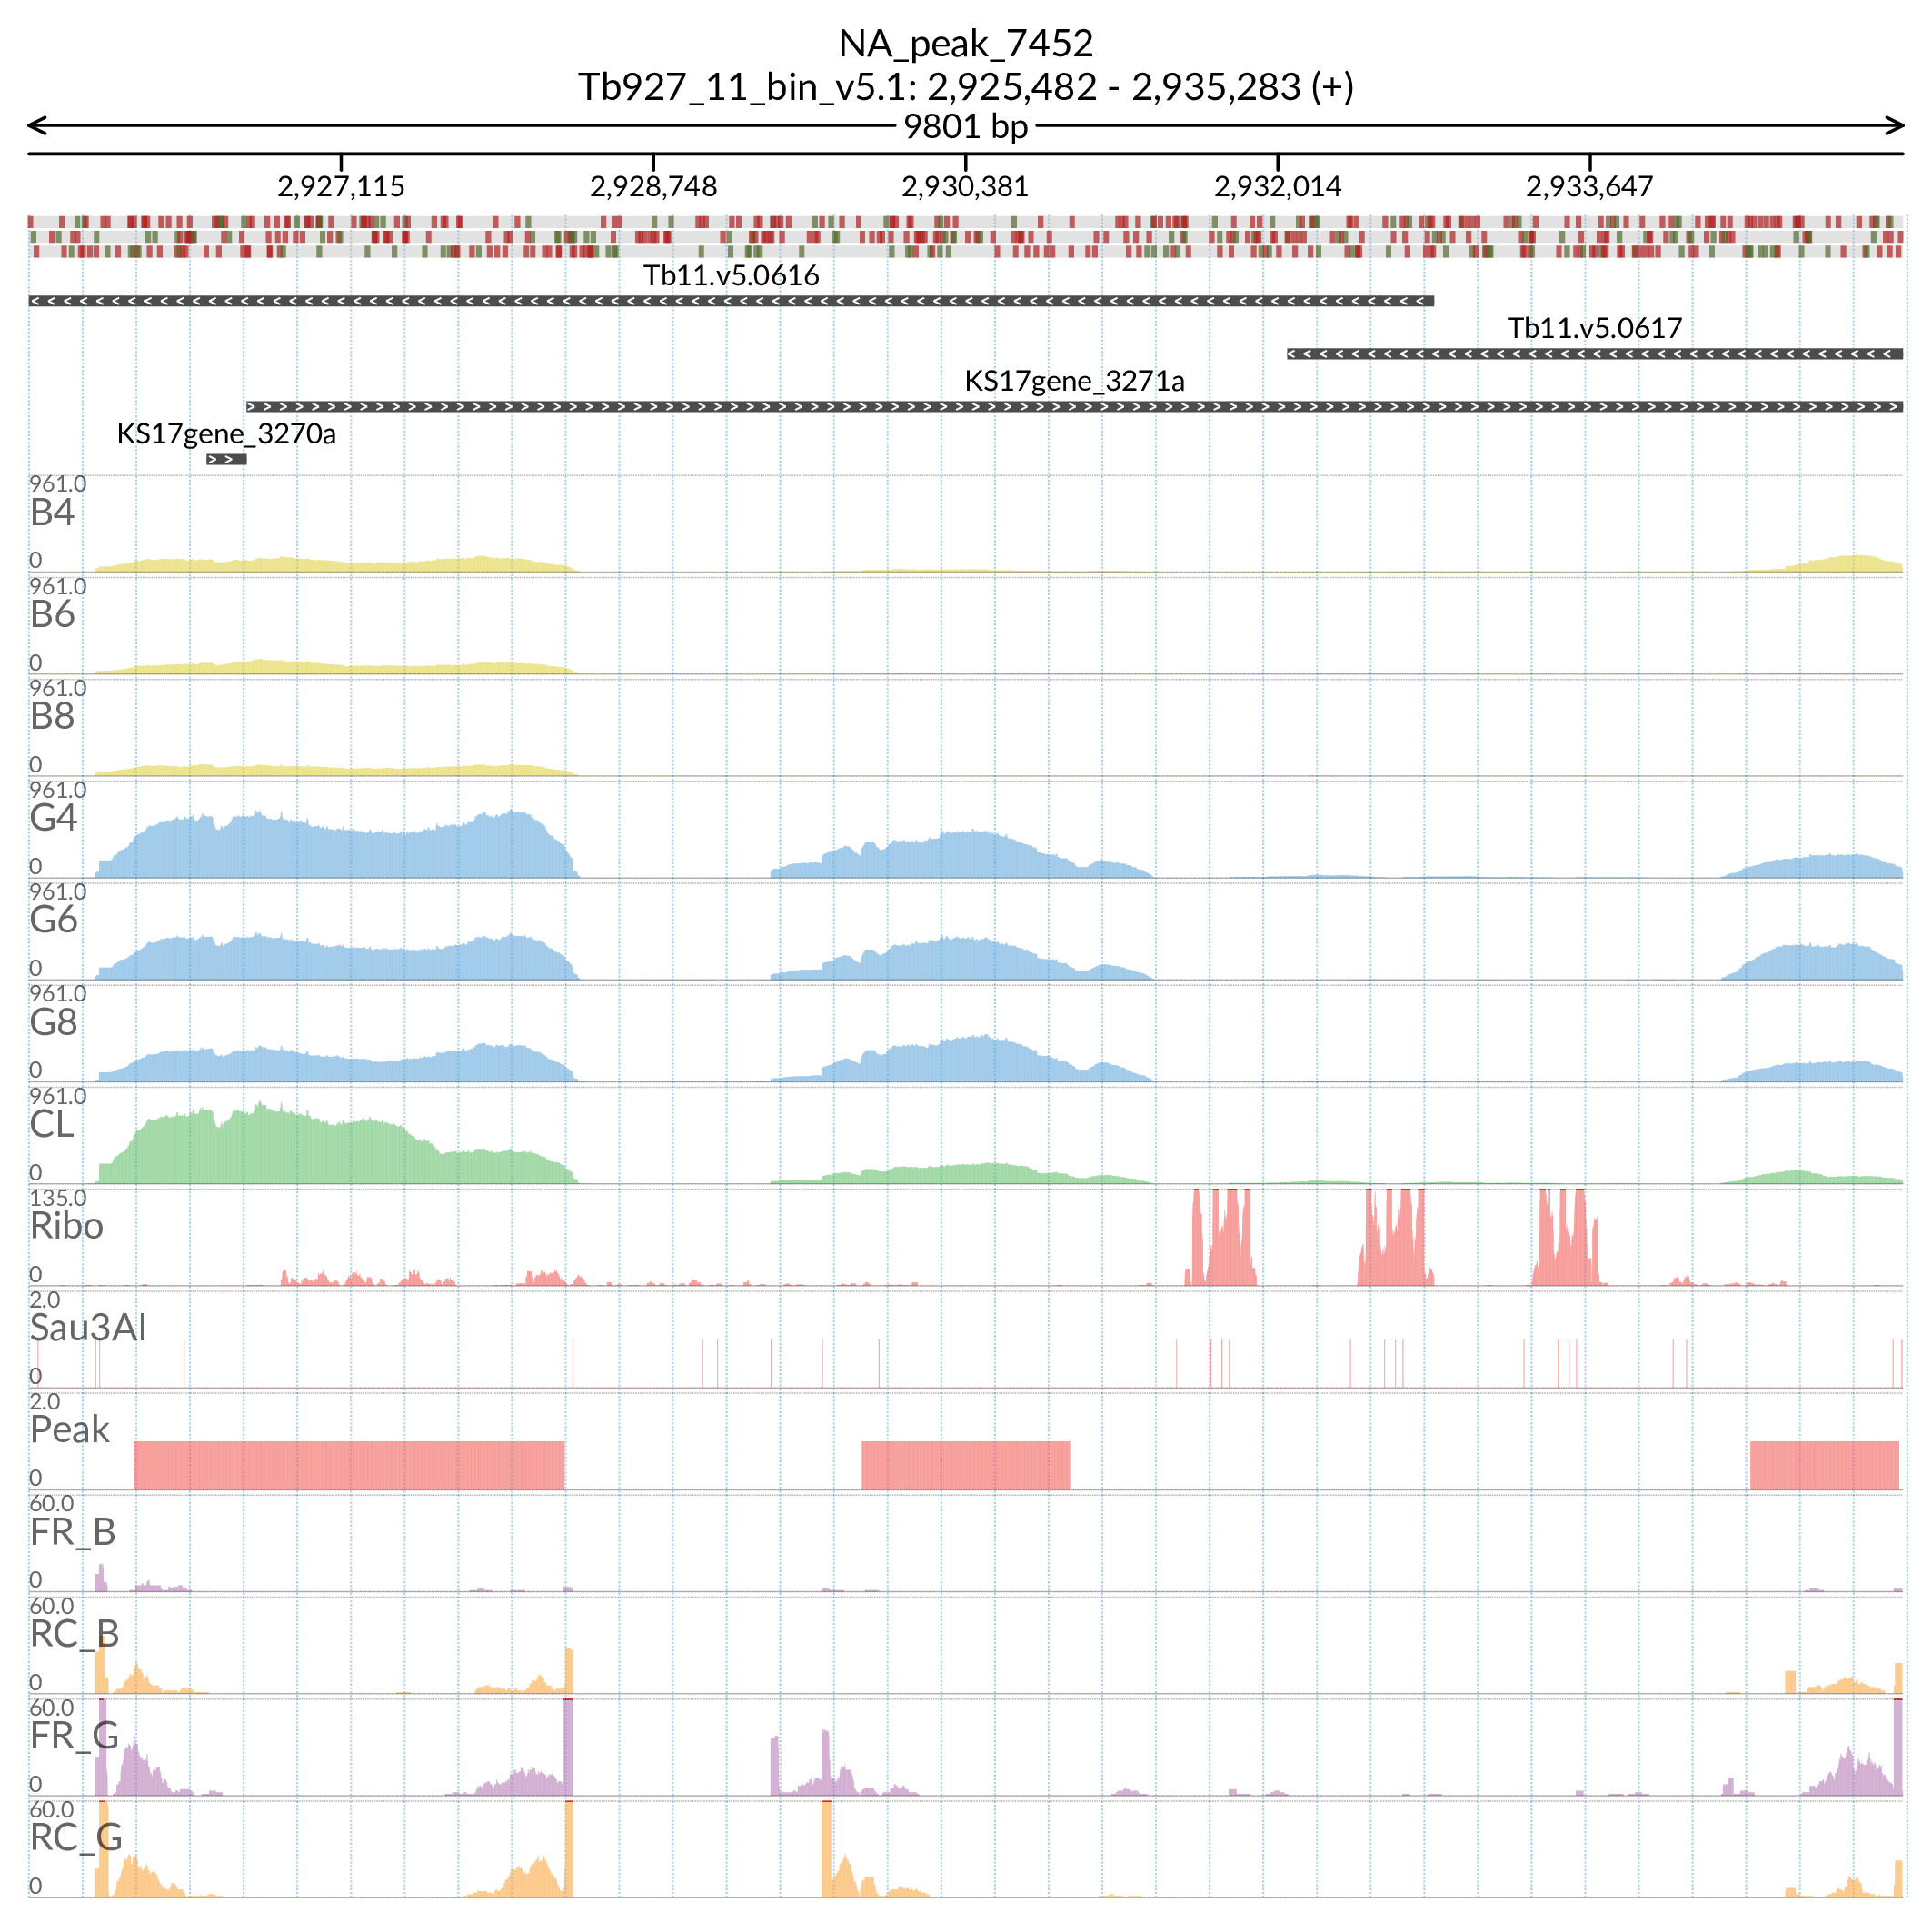 NA_peak_7452
Tb927_11_bin_v5.1: 2,925,482 - 2,935,283 (+)
9801 bp
2,927,115 2,928,748 2,930,381 2,932,014 2,933,647
Tb11.v5.0616
Tb11.v5.0617
KS17gene_3271a
KS17gene_3270a
961.0
B4
0
961.0
B6
0
961.0
B8
0
961.0
G4
0
961.0
G6
0
961.0
G8
0
961.0
CL
0
135.0
Ribo
0
2.0
Sau3AI
0
2.0
Peak
0
60.0
FR_B
0
60.0
RC_B
0
60.0
FR_G
0
60.0
RC_G
0